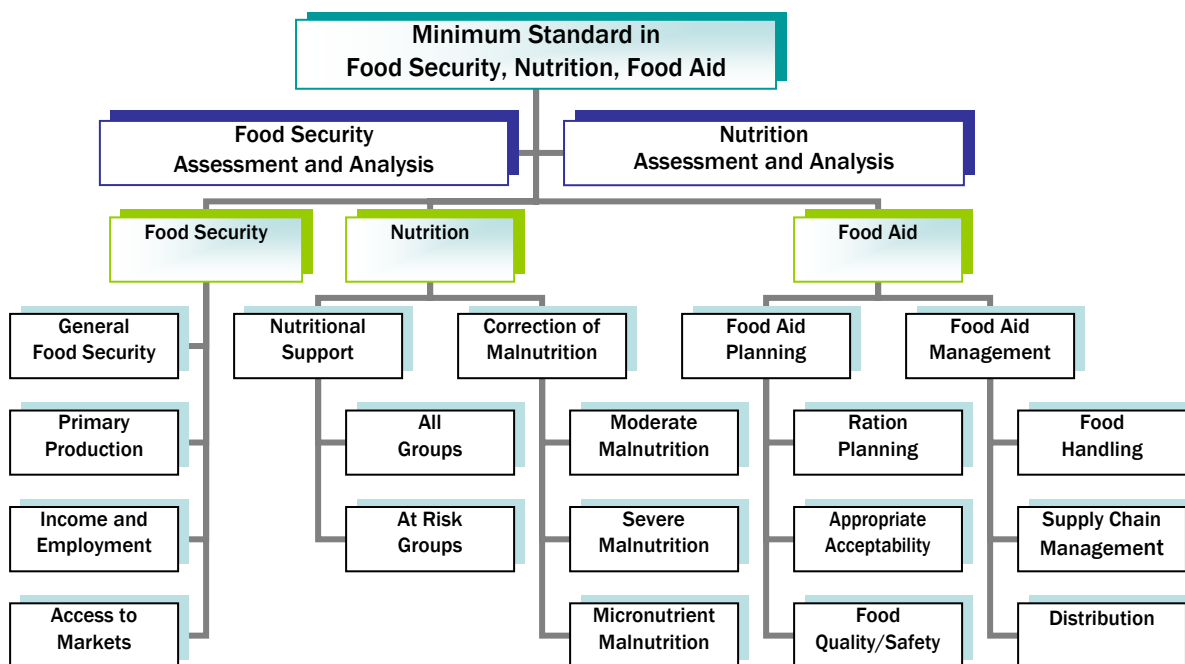 Minimum Standard in
Food Security, Nutrition, Food Aid
Food Security
Assessment and Analysis
Nutrition
Assessment and Analysis
Food Security
Nutrition
Food Aid
General
Food Security
Nutritional
Support
Correction of
Malnutrition
Food Aid
Planning
Food Aid
Management
Primary
Production
All
Groups
Moderate
Malnutrition
Ration
Planning
Food
Handling
Income and
Employment
At Risk
Groups
Severe
Malnutrition
Appropriate
Acceptability
Supply Chain
Management
Access to
Markets
Micronutrient
Malnutrition
Food
Quality/Safety
Distribution